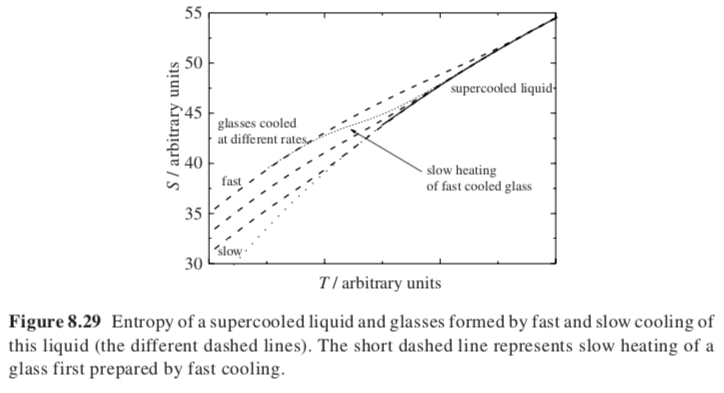 55
50
45
40
35
30
S / arbitrary units
supercooled liquid
glasses cooled
at different rates
slow heating
of fast cooled glass
fast
slow
T / arbitrary units
Figure 8.29 Entropy of a supercooled liquid and glasses formed by fast and slow cooling of
this liquid (the different dashed lines). The short dashed line represents slow heating of a
glass first prepared by fast cooling.